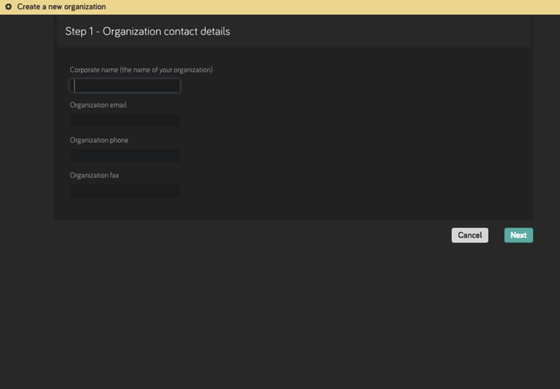 Create a new organization
Step 1 - Organization contact details
Corporate name (the name of your organization)
Organization email
Organization phone
Organization fax
Cancel
Next